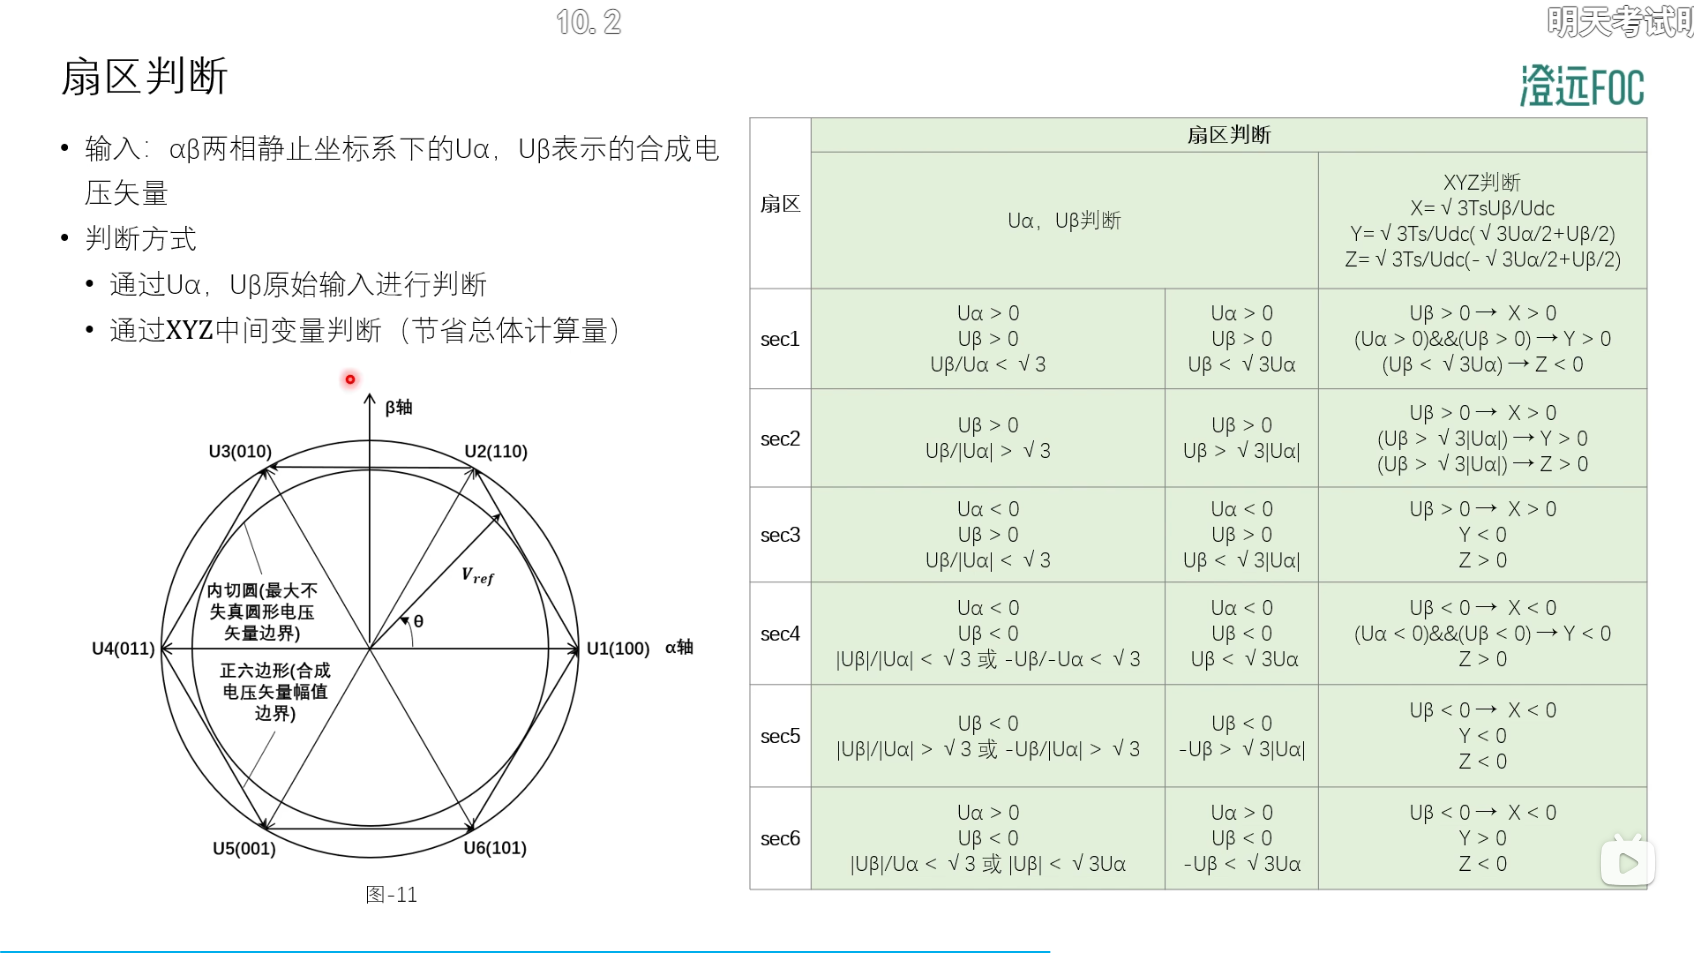 10.2
明天考试明
扇区判断
澄远FOC
• 输入：αβ两相静止坐标系下的Uα，Uβ表示的合成电
压矢量
• 判断方式
• 通过Uα，Uβ原始输入进行判断
• 通过XYZ中间变量判断（节省总体计算量）
β轴
U3(010)
U2(110)
Vref
θ
内切圆(最大不
失真圆形电压
矢量边界)
U4(011)
U1(100)
α轴
正六边形(合成
电压矢量幅值
边界)
U5(001)
U6(101)
图-11
扇区
扇区判断
Uα，Uβ判断
XYZ判断
X=√3TsUβ/Udc
Y=√3Ts/Udc(√3Uα/2+Uβ/2)
Z=√3Ts/Udc(-√3Uα/2+Uβ/2)
sec1
Uα > 0
Uβ > 0
Uβ/Uα < √3
Uα > 0
Uβ > 0
Uβ < √3Uα
Uβ > 0→ X > 0
(Uα > 0)&&(Uβ > 0)→Y > 0
(Uβ < √3Uα)→Z < 0
sec2
Uβ > 0
Uβ/|Uα| > √3
Uβ > 0
Uβ > √3|Uα|
Uβ > 0→ X > 0
(Uβ > √3|Uα|)→Y > 0
(Uβ > √3|Uα|)→Z > 0
sec3
Uα < 0
Uβ > 0
Uβ/|Uα| < √3
Uα < 0
Uβ > 0
Uβ < √3|Uα|
Uβ > 0→ X > 0
Y < 0
Z > 0
sec4
Uα < 0
Uβ < 0
|Uβ|/|Uα| < √3 或 -Uβ/-Uα < √3
Uα < 0
Uβ < 0
Uβ < √3Uα
Uβ < 0→ X < 0
(Uα < 0)&&(Uβ < 0)→Y < 0
Z > 0
sec5
Uβ < 0
|Uβ|/|Uα| > √3 或 -Uβ/|Uα| > √3
Uβ < 0
-Uβ > √3|Uα|
Uβ < 0→ X < 0
Y < 0
Z < 0
sec6
Uα > 0
Uβ < 0
|Uβ|/Uα < √3 或 |Uβ| < √3Uα
Uα > 0
Uβ < 0
-Uβ < √3Uα
Uβ < 0→ X < 0
Y > 0
Z < 0